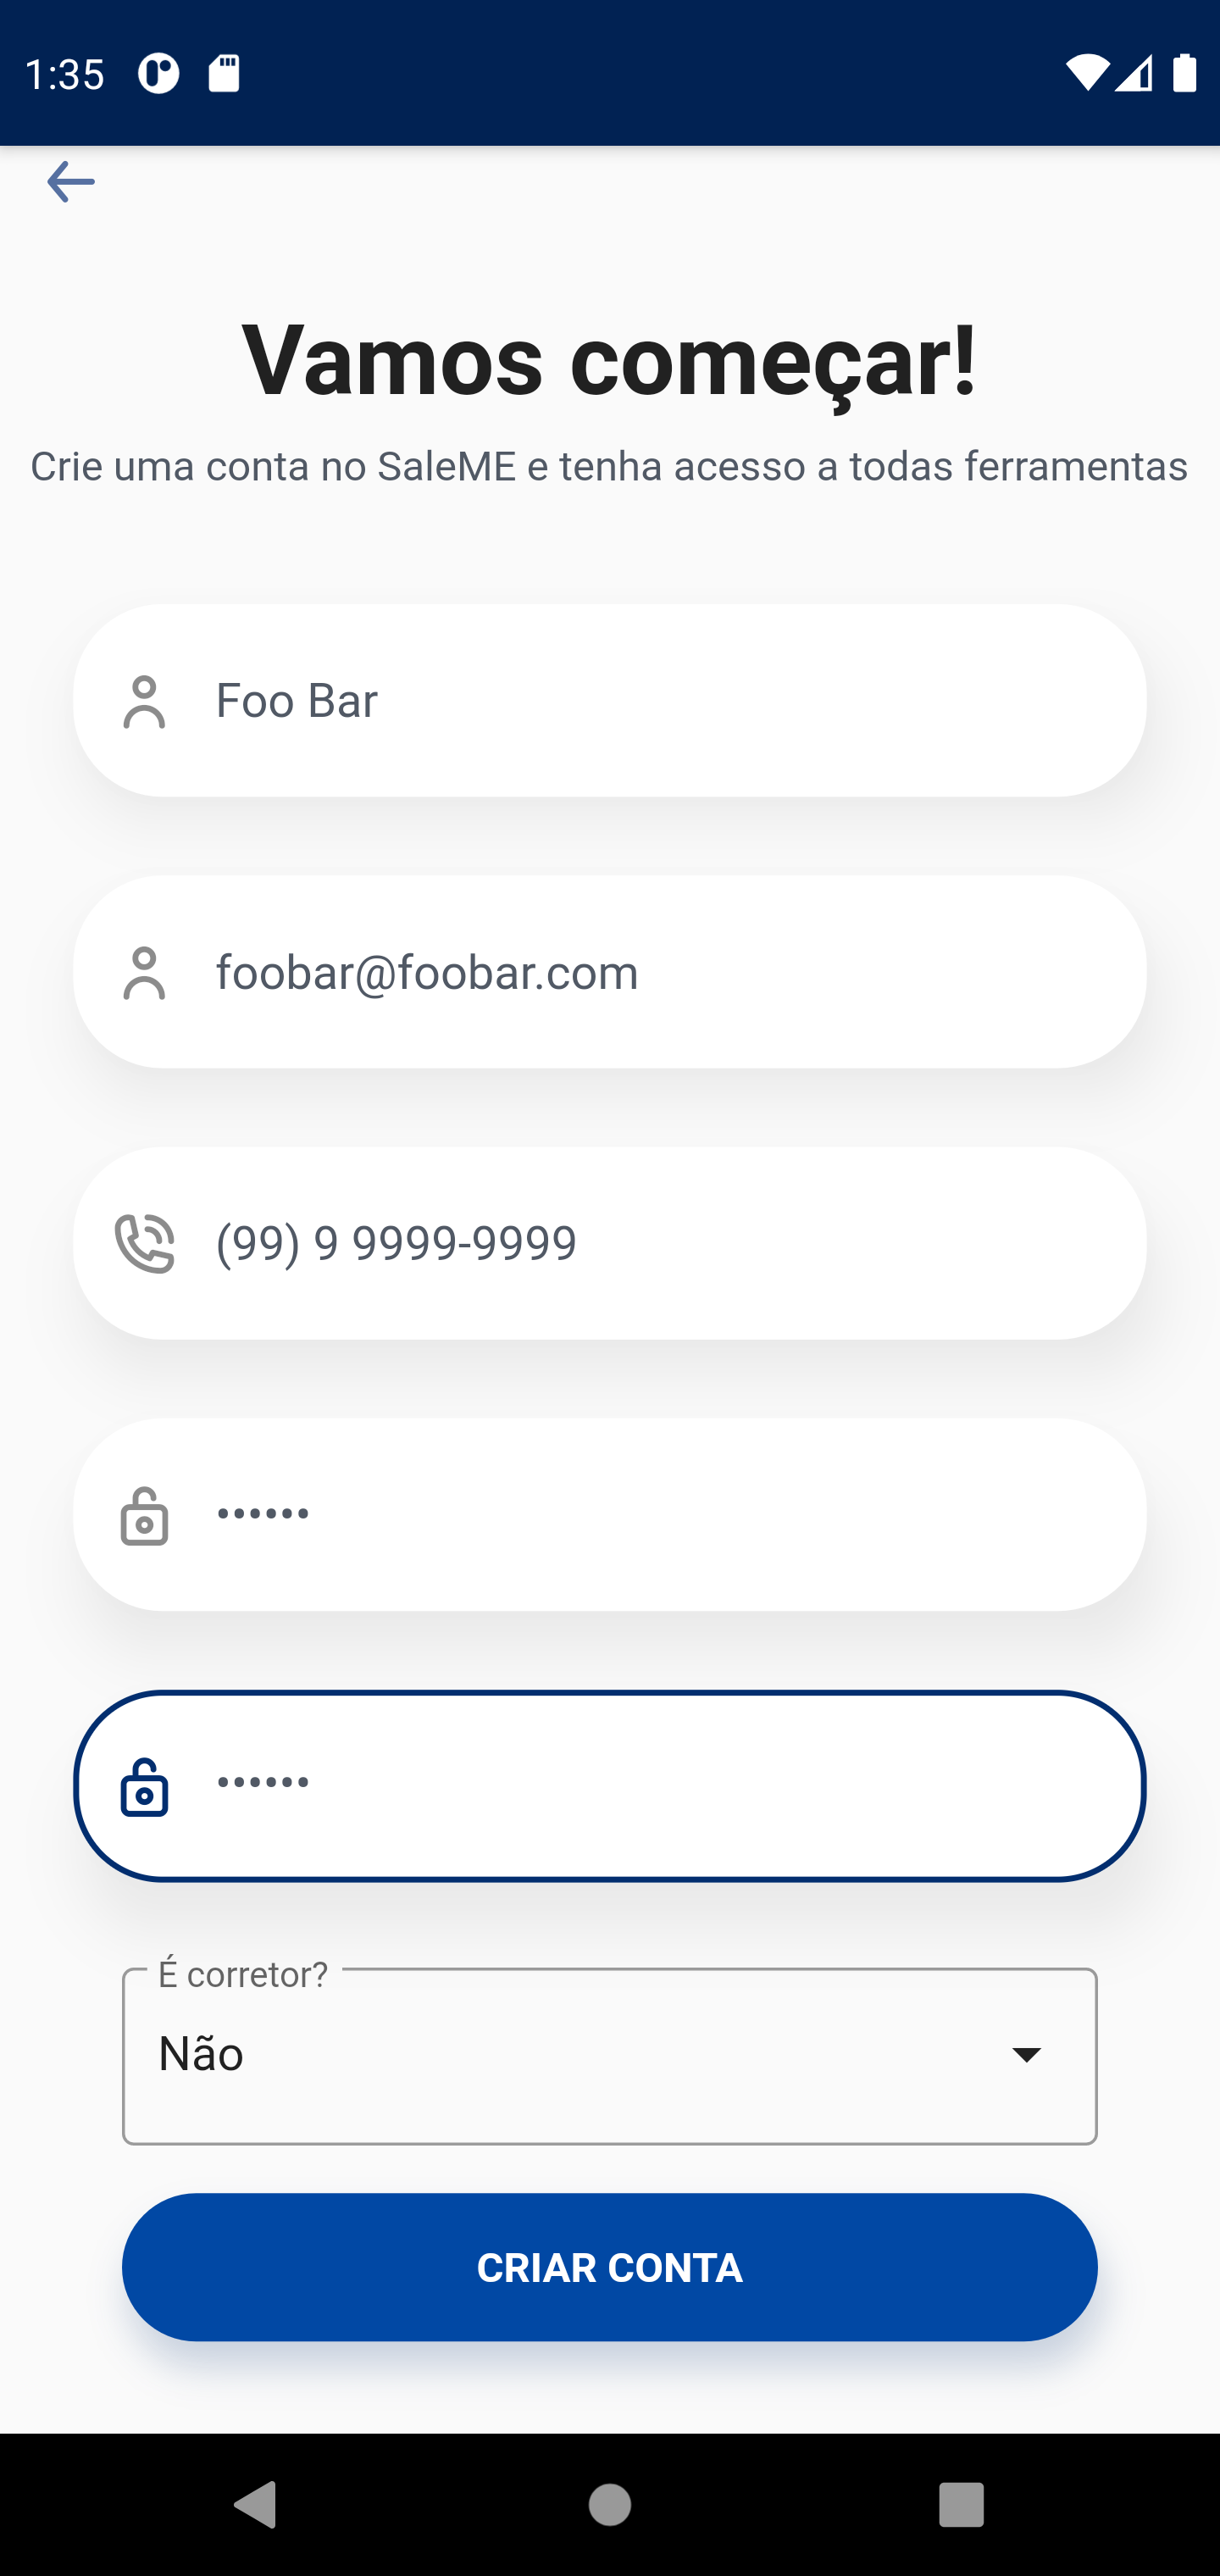 1:35
Vamos começar!
Crie uma conta no SaleME e tenha acesso a todas ferramentas
Foo Bar
foobar@foobar.com
(99) 9 9999-9999
••••••
••••••
É corretor?
Não
CRIAR CONTA